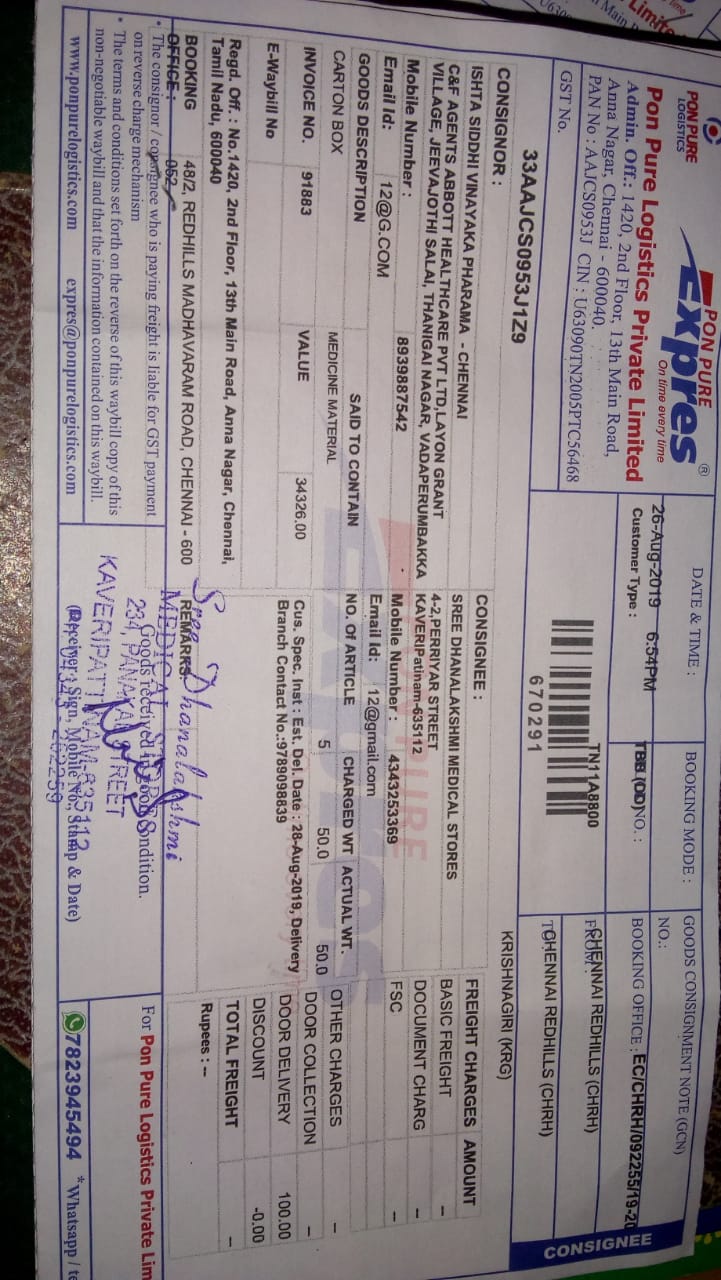 PON PURE
LOGISTICS
PON PURE
Expres
®
On time every time
Pon Pure Logistics Private Limited
Admin. Off.: 1420, 2nd Floor, 13th Main Road,
Anna Nagar, Chennai - 600040.
PAN No : AAJCS0953J CIN : U63090TN2005PTC56468
GST No.
33AAJCS0953J1Z9
DATE & TIME :
26-Aug-2019 6:54PM
Customer Type :
BOOKING MODE :
TBB (OD)
NO. :
TN11A8800
670291
GOODS CONSIGNMENT NOTE (GCN)
NO.:
BOOKING OFFICE : EC/CHRH/092255/19-20
FROM :
CHENNAI REDHILLS (CHRH)
TO
CHENNAI REDHILLS (CHRH)
KRISHNAGIRI (KRG)
CONSIGNEE
CONSIGNOR :
ISHTA SIDDHI VINAYAKA PHARAMA - CHENNAI
C&F AGENTS ABBOTT HEALTHCARE PVT LTD,LAYON GRANT
VILLAGE, JEEVAJOTHI SALAI, THANIGAI NAGAR, VADAPERUMBAKKA
Mobile Number : 8939887542
Email Id: 12@G.COM
CONSIGNEE :
SREE DHANALAKSHMI MEDICAL STORES
4-2,PERRIYAR STREET
KAVERIPatinam-635112
Mobile Number : 4343253369
Email Id: 12@gmail.com
GOODS DESCRIPTION SAID TO CONTAIN NO. Of ARTICLE CHARGED WT ACTUAL WT.
CARTON BOX MEDICINE MATERIAL 5 50.0 50.0
INVOICE NO. 91883 VALUE 34326.00
E-Waybill No
Cus. Spec. Inst : Est. Del. Date : 28-Aug-2019, Delivery
Branch Contact No.:9789098839
FREIGHT CHARGES AMOUNT
BASIC FREIGHT --
DOCUMENT CHARG --
FSC --
OTHER CHARGES --
DOOR COLLECTION --
DOOR DELIVERY 100.00
DISCOUNT -0.00
TOTAL FREIGHT --
Rupees : --
Regd. Off. : No.1420, 2nd Floor, 13th Main Road, Anna Nagar, Chennai,
Tamil Nadu, 600040
BOOKING 48/2, REDHILLS MADHAVARAM ROAD, CHENNAI - 600
OFFICE : 052
REMARKS:
Sree Dhanalakshmi
MEDICAL
234, PANAKAL STREET
KAVERIPATTINAM-635112
Goods received in good condition.
(Receiver's Sign, Mobile No. Stamp & Date)
• The consignor / consignee who is paying freight is liable for GST payment
on reverse charge mechanism
• The terms and conditions set forth on the reverse of this waybill copy of this
non-negotiable waybill and that the information contained on this waybill.
www.ponpurelogistics.com expres@ponpurelogistics.com
For Pon Pure Logistics Private Lim
7823945494 *Whatsapp / te